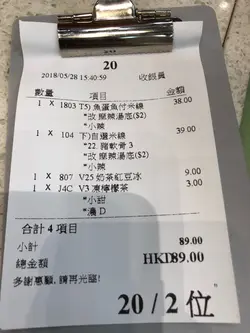 20
2018/05/28 15:40:59 收銀員
數量 項目 金額
1 X 1803 T5) 魚蛋魚付米線 38.00
*改 麻辣湯底($2)
*小辣
1 X 104 下)自選米線 39.00
*22. 豬軟骨 3
*改 麻辣湯底($2)
*小辣
1 X 807 V25 奶茶紅豆冰 9.00
1 X J4C V3 凍檸檬茶 3.00
*小甜
*濃 D
合計 4 項目
小計 89.00
總金額 HKD89.00
多謝惠顧, 請再光臨!
20 / 2 位